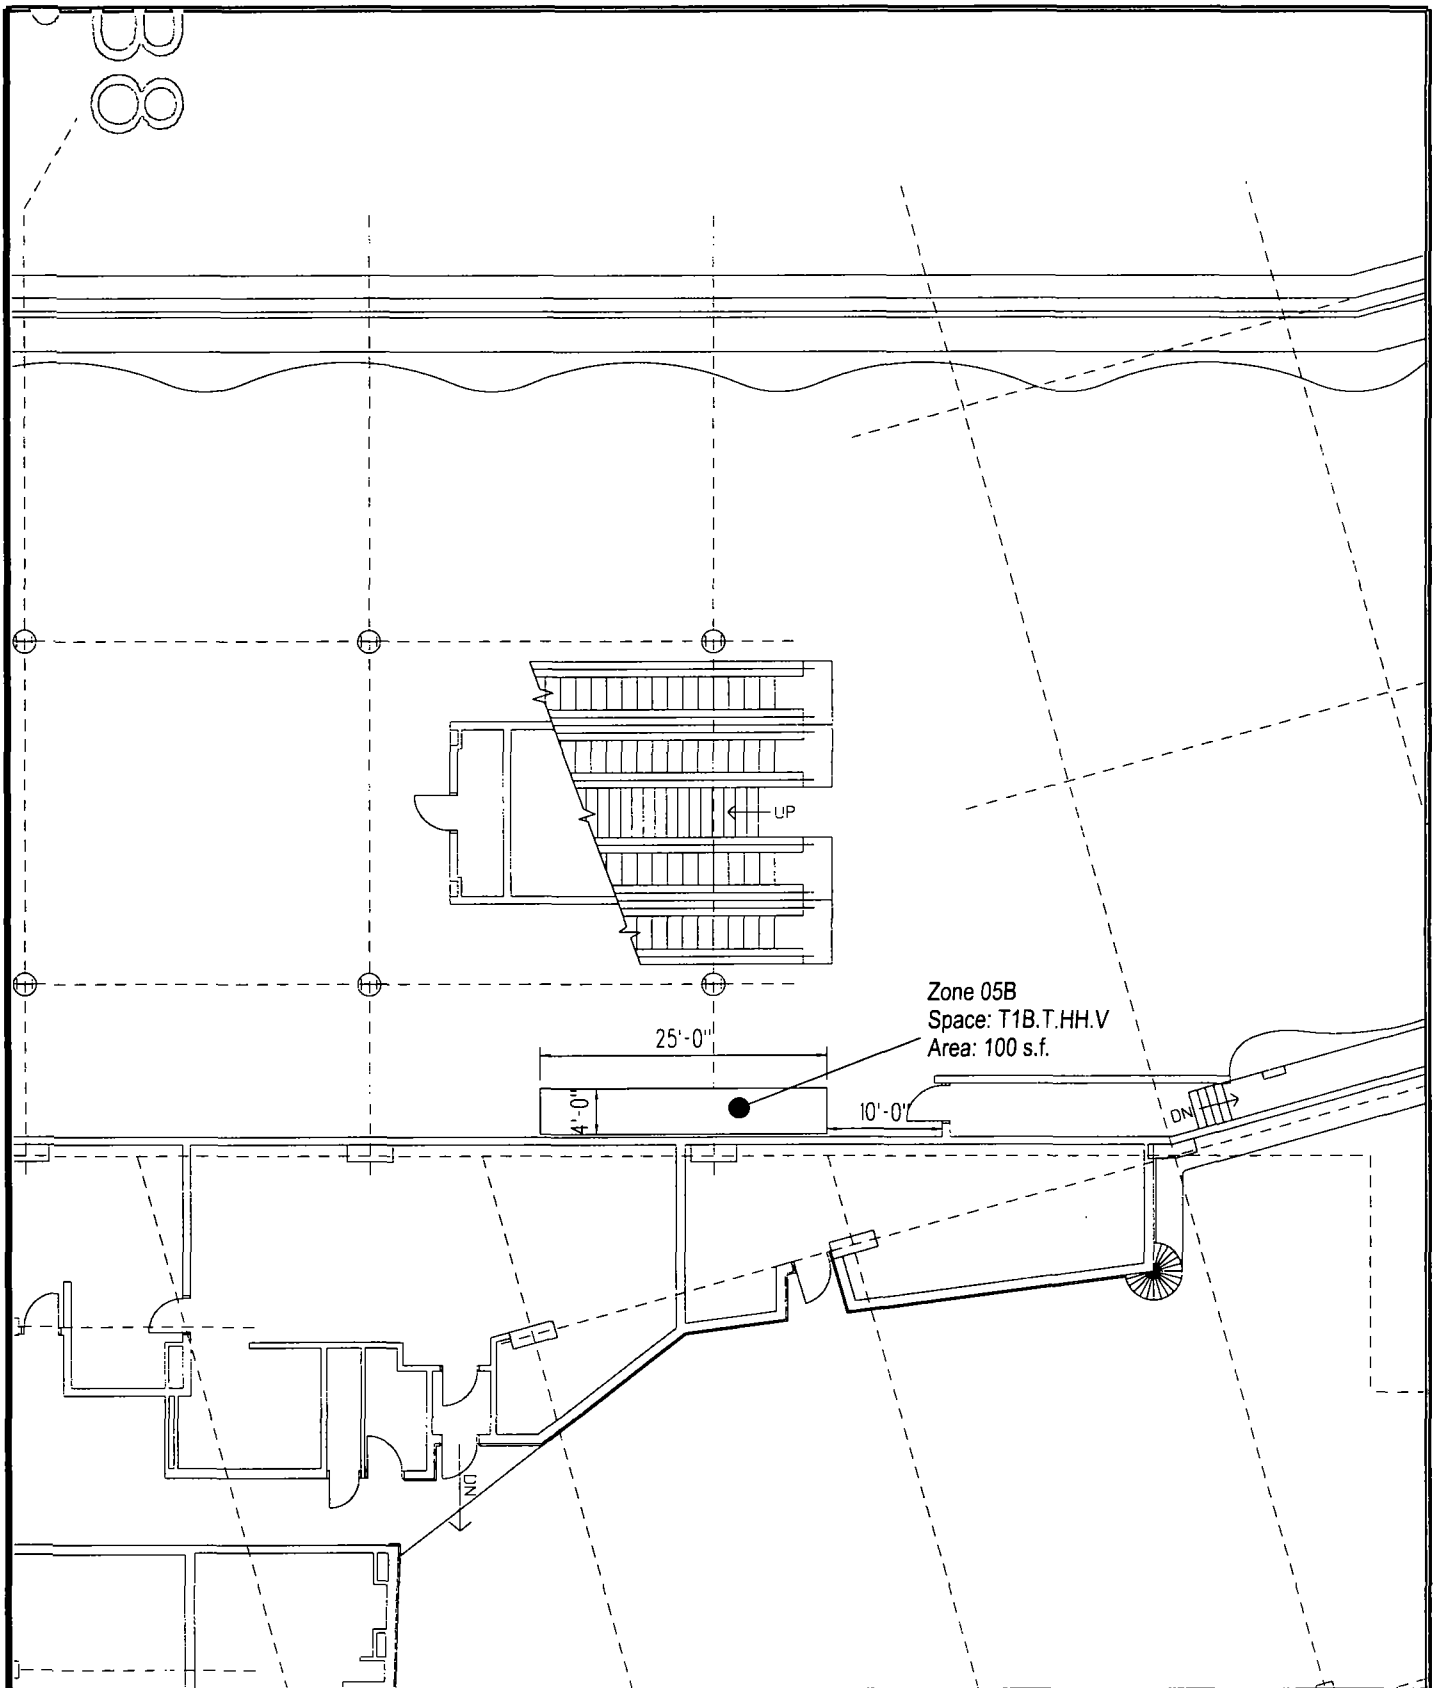 UP
Zone 05B
Space: T1B.T.HH.V
Area: 100 s.f.
25'-0"
4'-0"
10'-0"
DN
DN